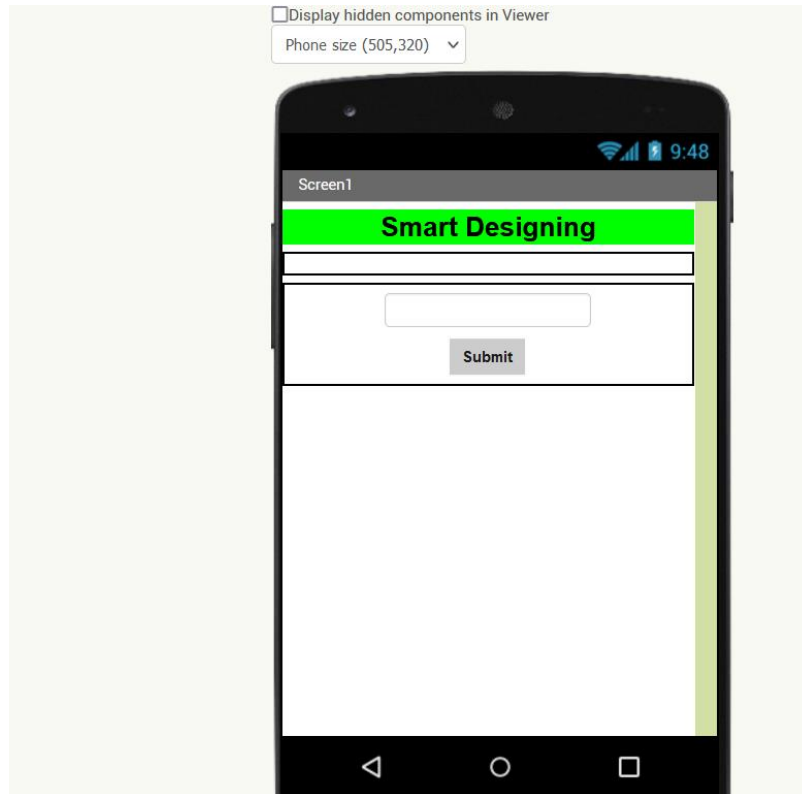 Display hidden components in Viewer
Phone size (505,320)
9:48
Screen1
Smart Designing
Submit